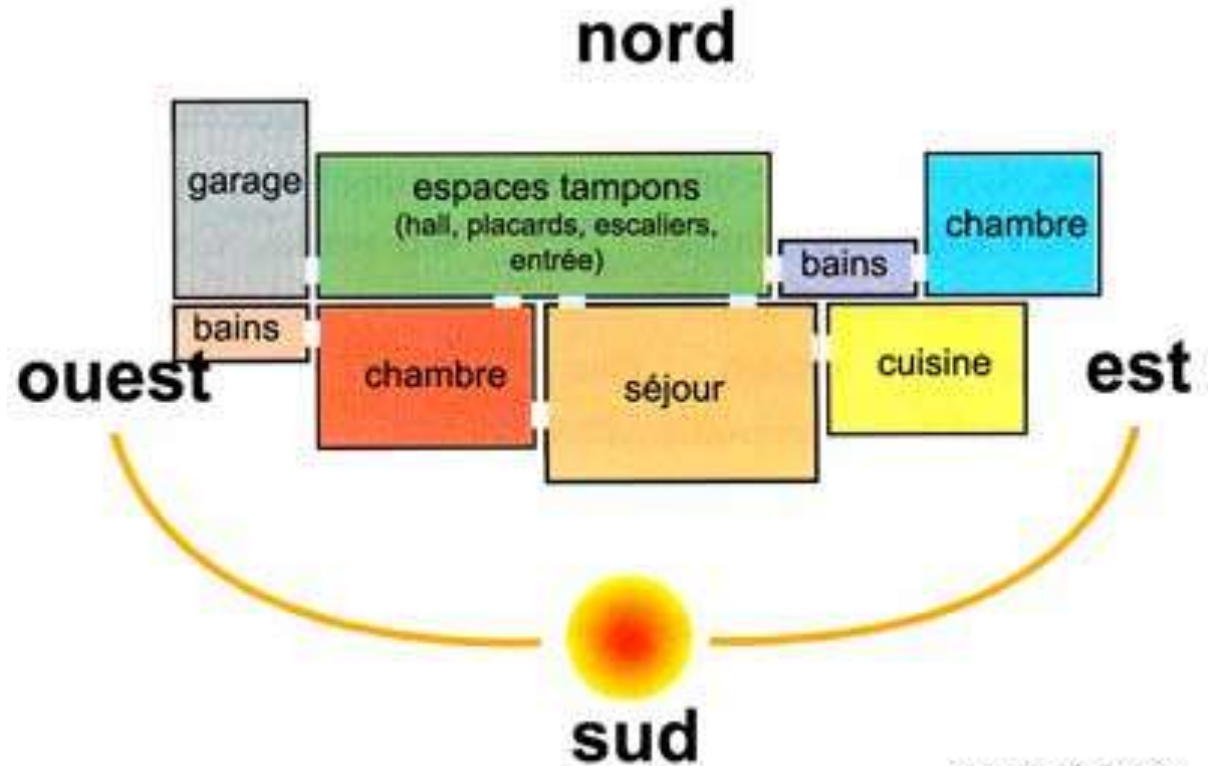 nord
garage
espaces tampons
(hall, placards, escaliers,
entrée)
chambre
bains
bains
chambre
séjour
cuisine
ouest
est
sud